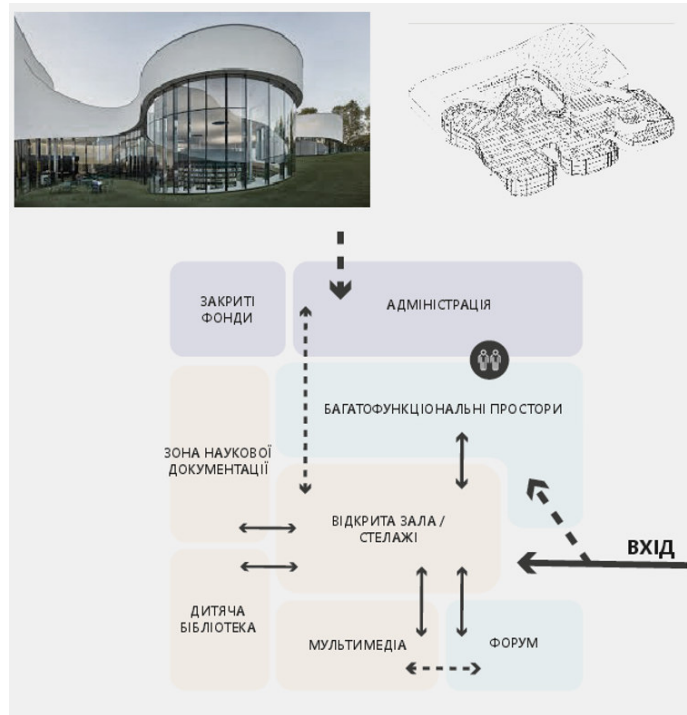 ЗАКРИТІ
ФОНДИ
АДМІНІСТРАЦІЯ
БАГАТОФУНКЦІОНАЛЬНІ ПРОСТОРИ
ЗОНА НАУКОВОЇ
ДОКУМЕНТАЦІЇ
ВІДКРИТА ЗАЛА /
СТЕЛАЖІ
ВХІД
ДИТЯЧА
БІБЛІОТЕКА
МУЛЬТИМЕДІА
ФОРУМ